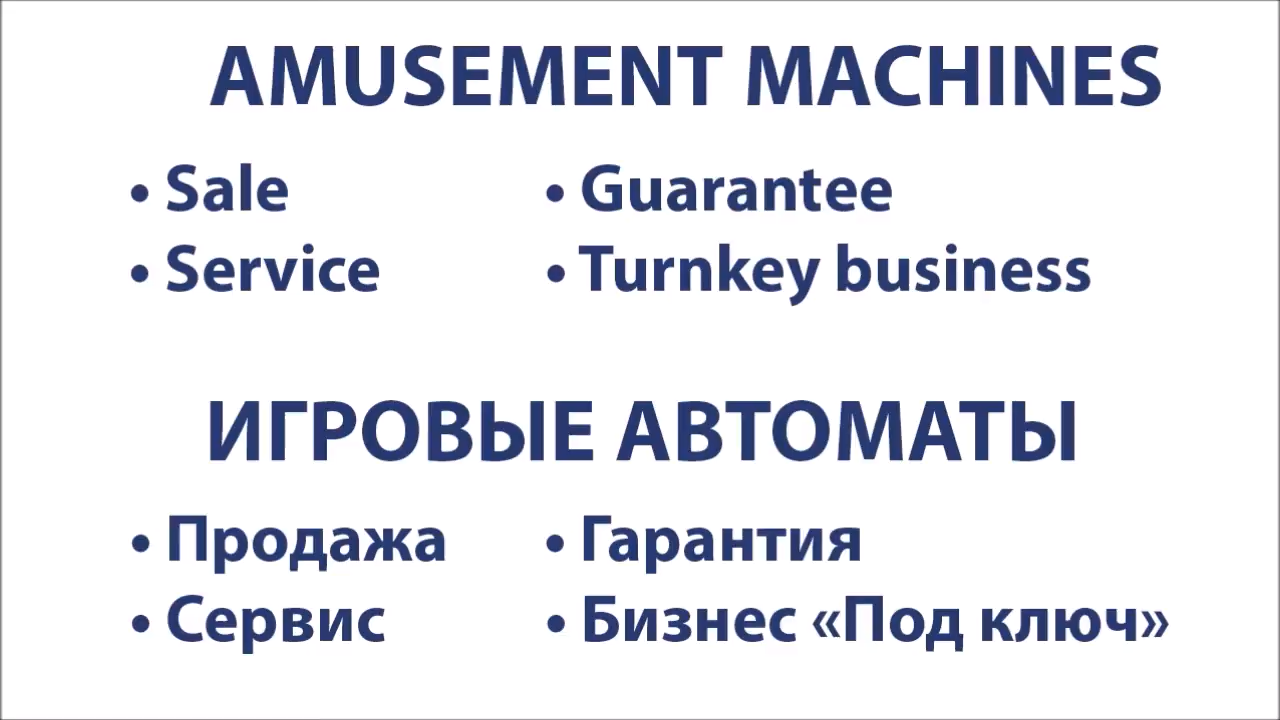 AMUSEMENT MACHINES
• Sale
• Service
• Guarantee
• Turnkey business
ИГРОВЫЕ АВТОМАТЫ
• Продажа
• Сервис
• Гарантия
• Бизнес «Под ключ»